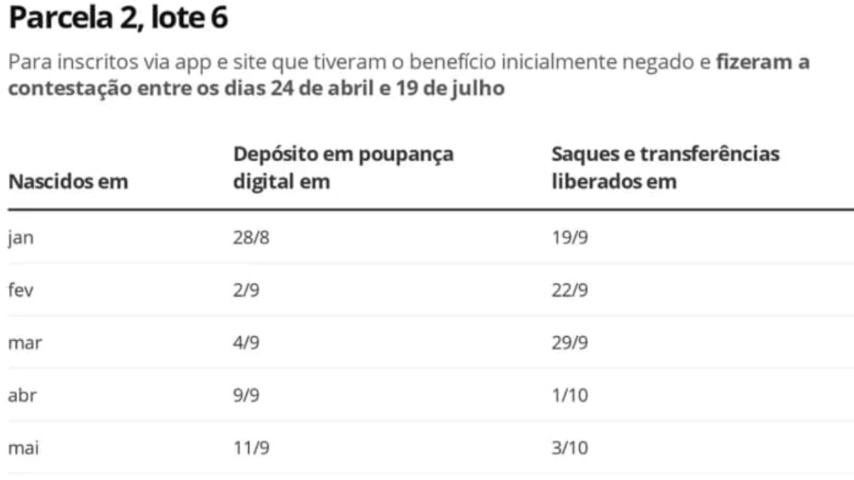 Parcela 2, lote 6
Para inscritos via app e site que tiveram o benefício inicialmente negado e fizeram a
contestação entre os dias 24 de abril e 19 de julho
Nascidos em Depósito em poupança digital em Saques e transferências liberados em
jan 28/8 19/9
fev 2/9 22/9
mar 4/9 29/9
abr 9/9 1/10
mai 11/9 3/10